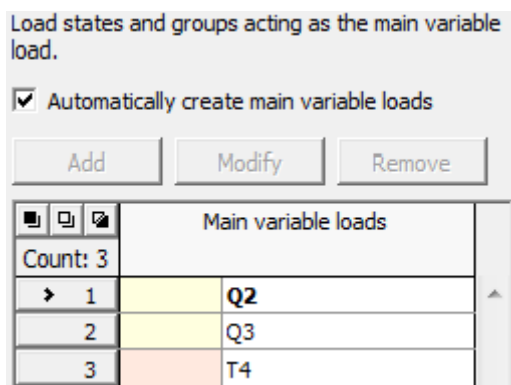 Load states and groups acting as the main variable
load.
Automatically create main variable loads
Add Modify Remove
Main variable loads
Count: 3
1 Q2
2 Q3
3 T4